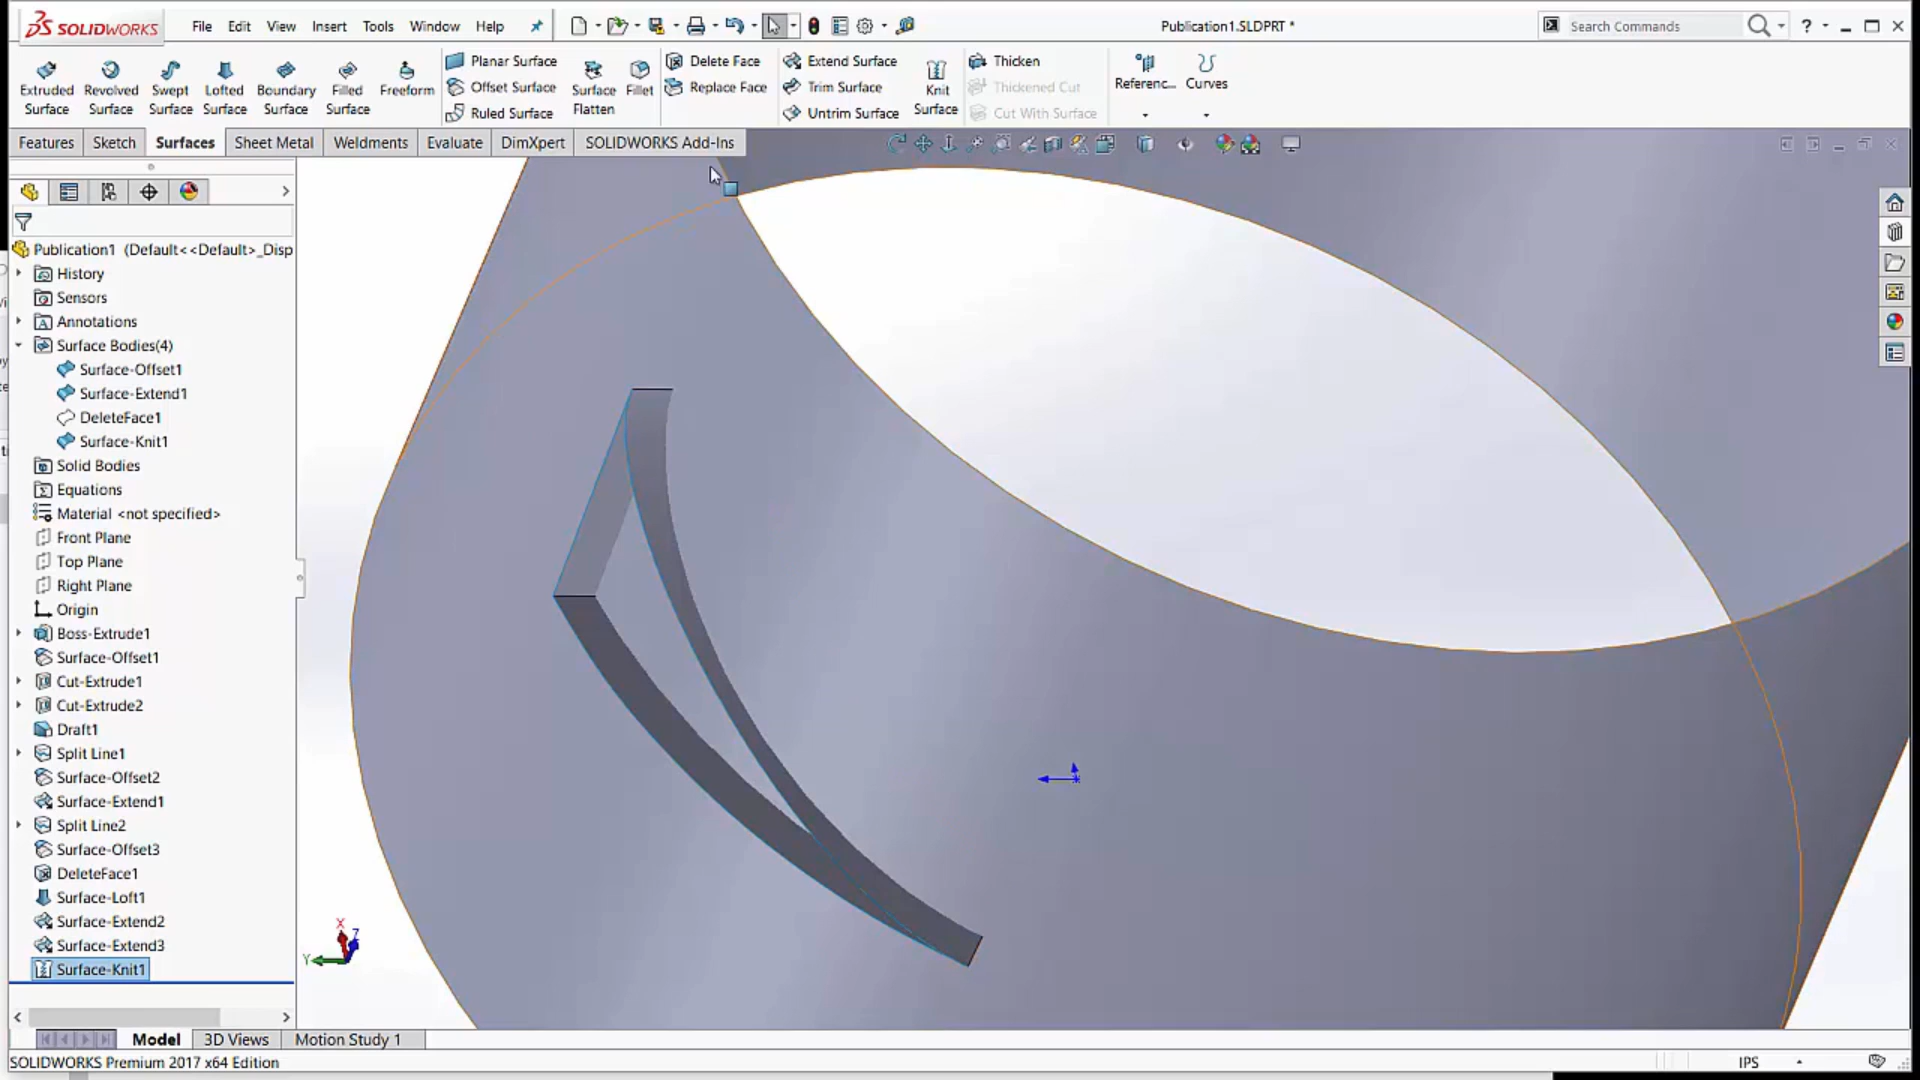 SOLIDWORKS File Edit View Insert Tools Window Help Publication1.SLDPRT * Search Commands ?
Extruded Surface
Revolved Surface
Swept Surface
Lofted Surface
Boundary Surface
Filled Surface
Freeform
Planar Surface
Offset Surface
Ruled Surface
Surface Flatten
Fillet
Delete Face
Replace Face
Extend Surface
Trim Surface
Untrim Surface
Knit Surface
Thicken
Thickened Cut
Cut With Surface
Referenc...
Curves
Features Sketch Surfaces Sheet Metal Weldments Evaluate DimXpert SOLIDWORKS Add-Ins
Publication1 (Default<<Default>_Disp
History
Sensors
Annotations
Surface Bodies(4)
Surface-Offset1
Surface-Extend1
DeleteFace1
Surface-Knit1
Solid Bodies
Equations
Material <not specified>
Front Plane
Top Plane
Right Plane
Origin
Boss-Extrude1
Surface-Offset1
Cut-Extrude1
Cut-Extrude2
Draft1
Split Line1
Surface-Offset2
Surface-Extend1
Split Line2
Surface-Offset3
DeleteFace1
Surface-Loft1
Surface-Extend2
Surface-Extend3
Surface-Knit1
X
Z
Y
Model 3D Views Motion Study 1
SOLIDWORKS Premium 2017 x64 Edition IPS